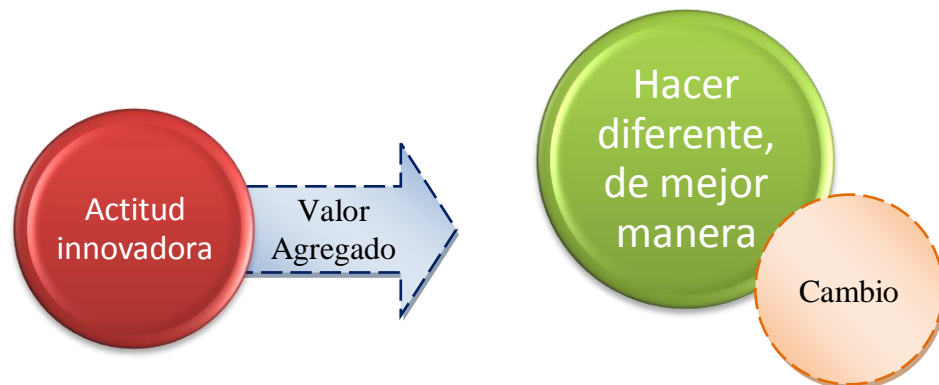 Actitud
innovadora
Valor
Agregado
Hacer
diferente,
de mejor
manera
Cambio